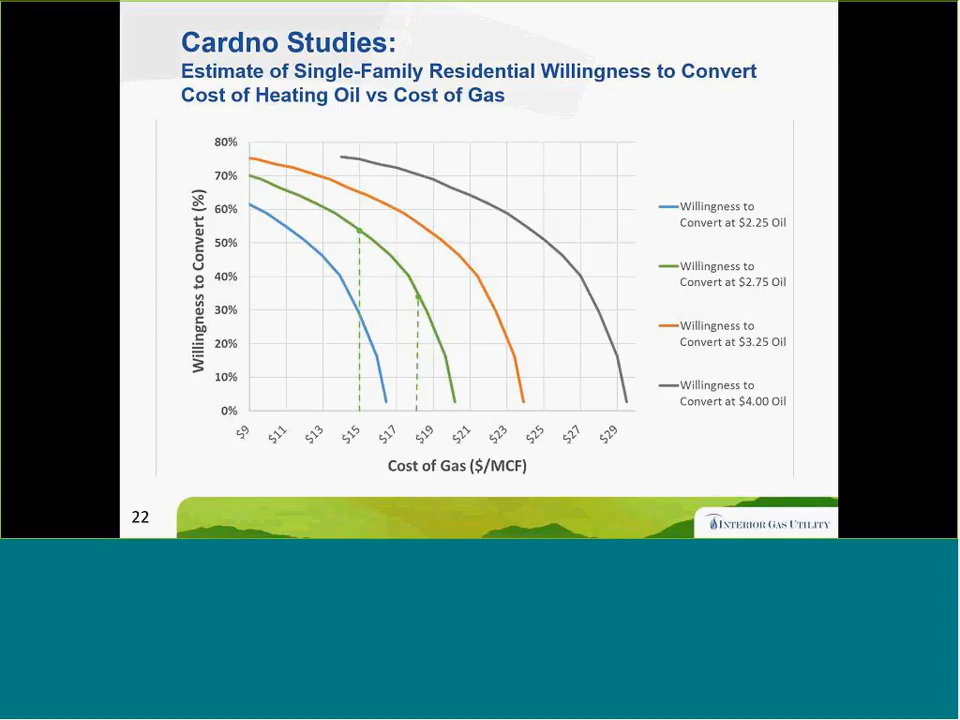 Cardno Studies:
Estimate of Single-Family Residential Willingness to Convert
Cost of Heating Oil vs Cost of Gas
80%
70%
60%
50%
40%
30%
20%
10%
0%
Willingness to Convert (%)
$9
$11
$13
$15
$17
$19
$21
$23
$25
$27
$29
Cost of Gas ($/MCF)
Willingness to
Convert at $2.25 Oil
Willingness to
Convert at $2.75 Oil
Willingness to
Convert at $3.25 Oil
Willingness to
Convert at $4.00 Oil
22
INTERIOR GAS UTILITY